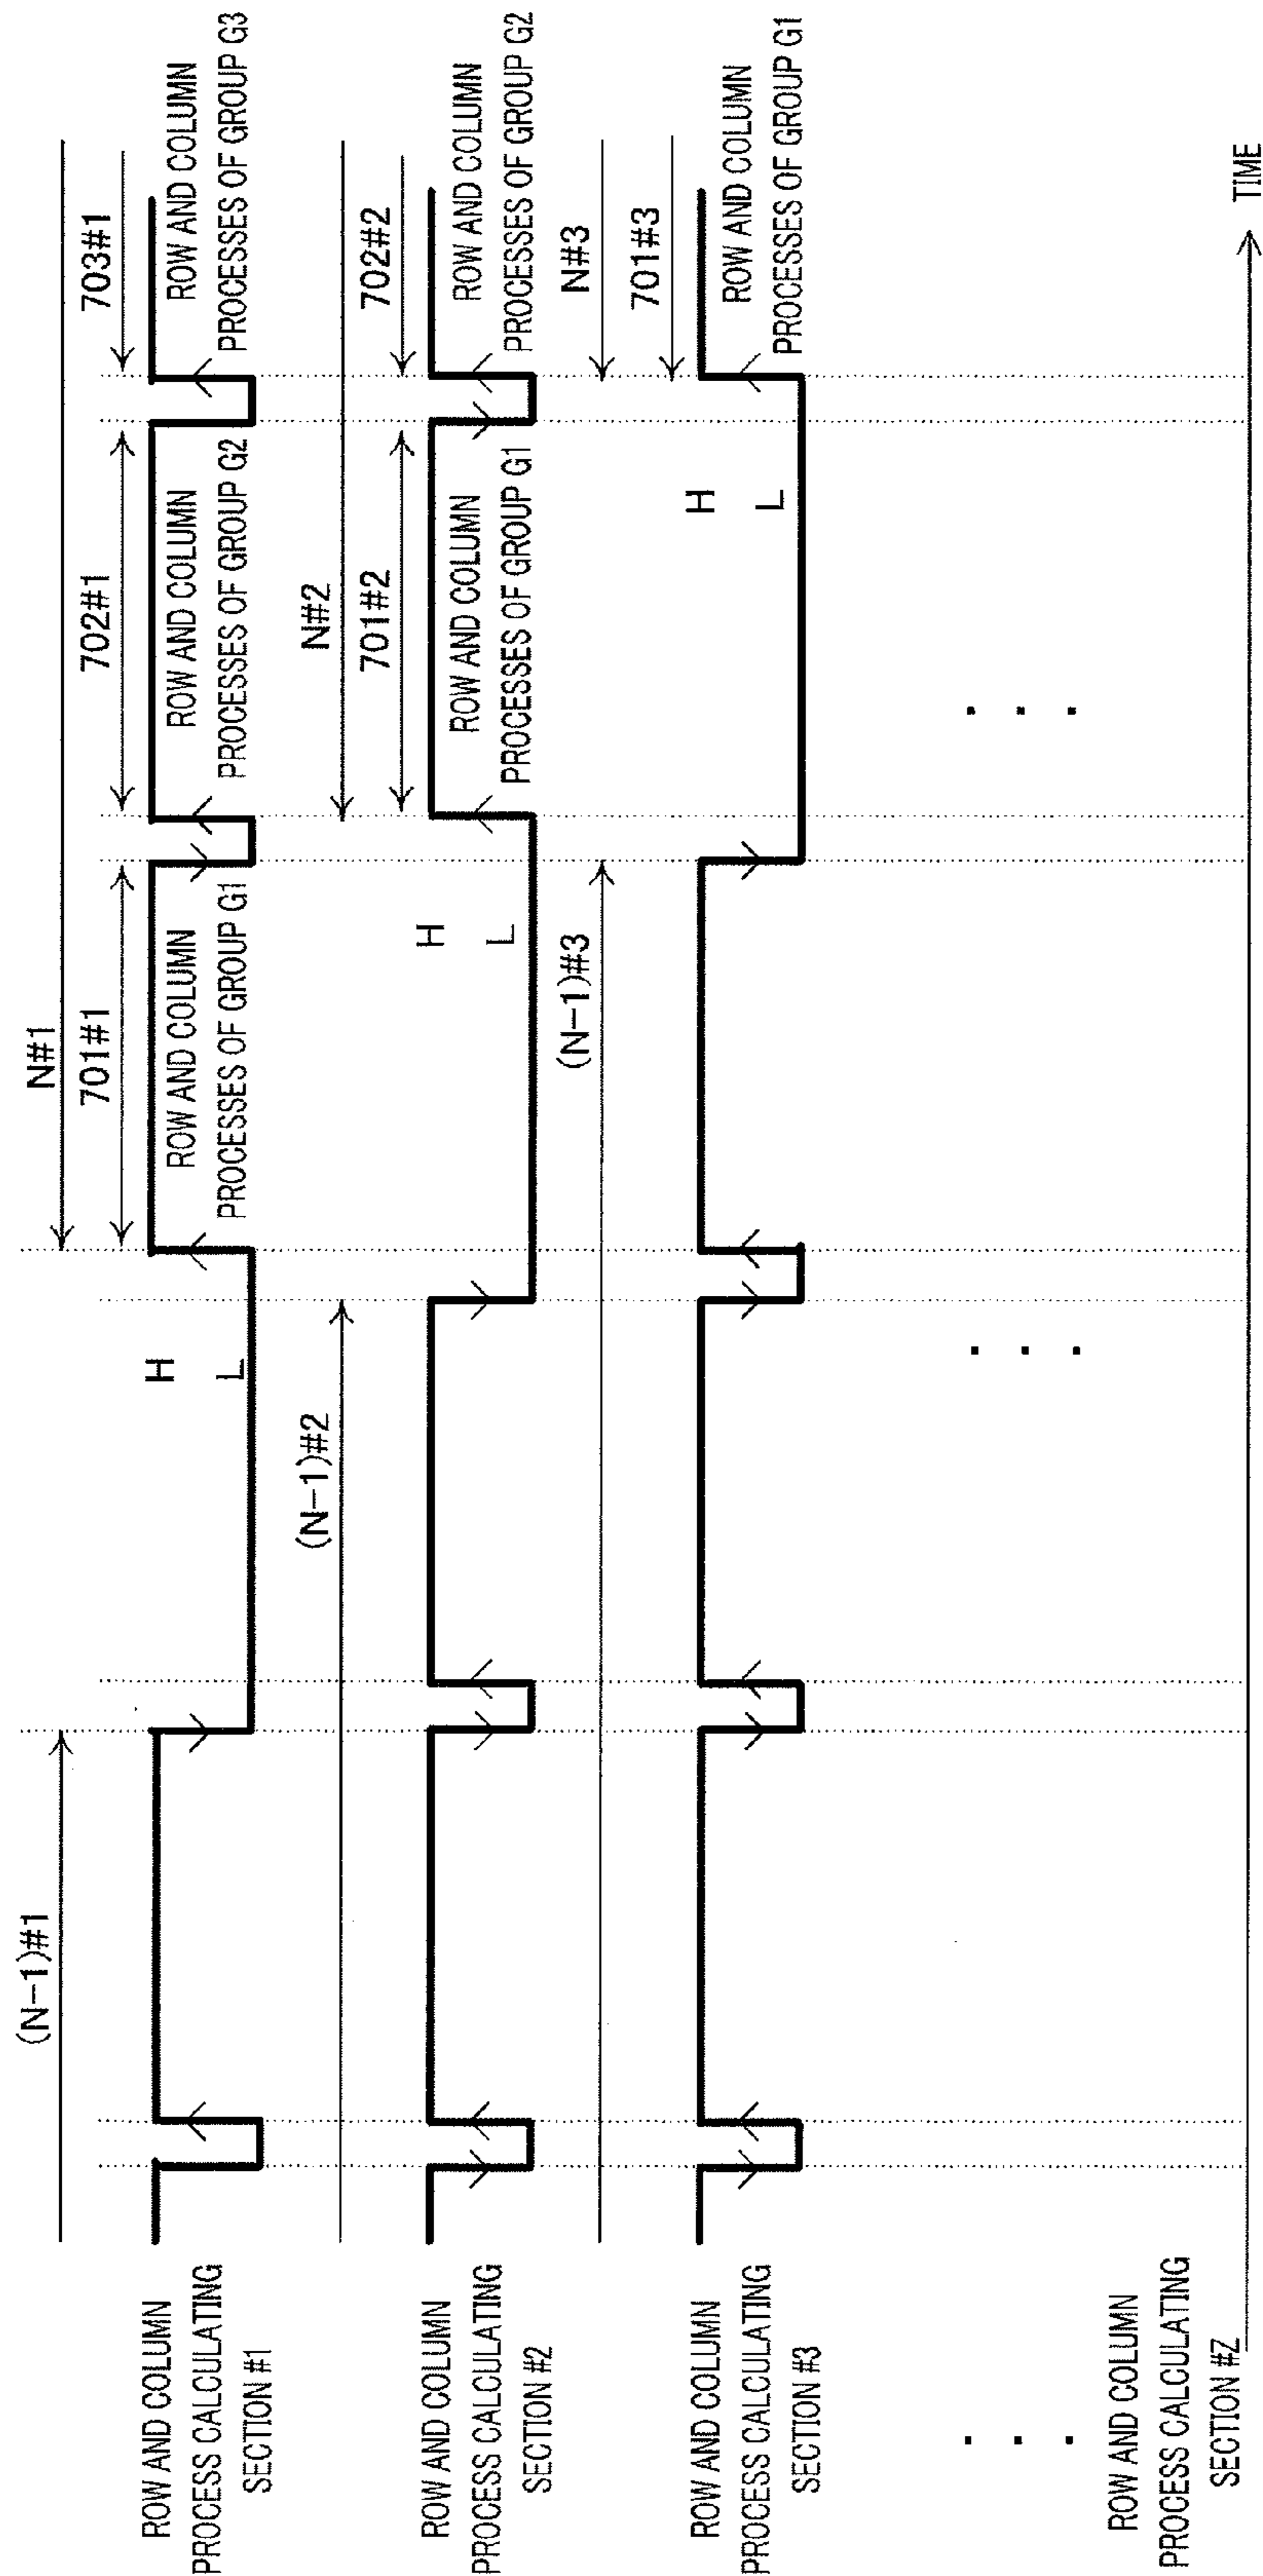 (N-1)#1
N#1
701#1
702#1
703#1
ROW AND COLUMN
PROCESS CALCULATING
SECTION #1
H
L
ROW AND COLUMN
PROCESSES OF GROUP G1
ROW AND COLUMN
PROCESSES OF GROUP G2
ROW AND COLUMN
PROCESSES OF GROUP G3
(N-1)#2
N#2
701#2
702#2
ROW AND COLUMN
PROCESS CALCULATING
SECTION #2
H
L
ROW AND COLUMN
PROCESSES OF GROUP G1
ROW AND COLUMN
PROCESSES OF GROUP G2
(N-1)#3
N#3
701#3
ROW AND COLUMN
PROCESS CALCULATING
SECTION #3
H
L
ROW AND COLUMN
PROCESSES OF GROUP G1
. . .
. . .
. . .
ROW AND COLUMN
PROCESS CALCULATING
SECTION #Z
TIME